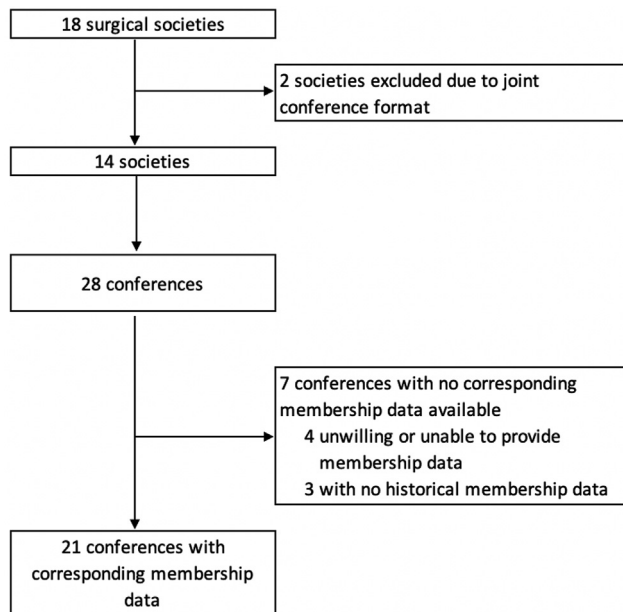 18 surgical societies
2 societies excluded due to joint
conference format
14 societies
28 conferences
7 conferences with no corresponding
membership data available
4 unwilling or unable to provide
membership data
3 with no historical membership data
21 conferences with
corresponding membership
data